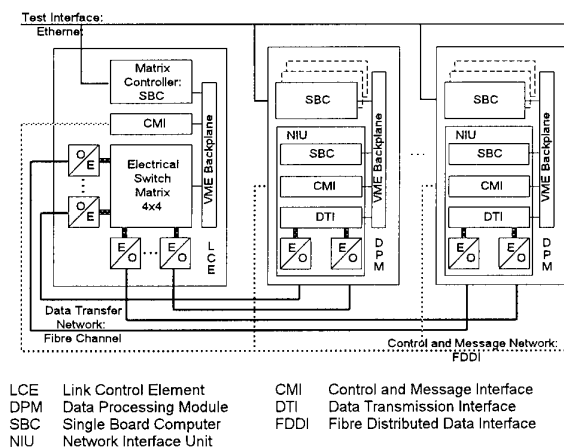 Test Interface:
Ethernet
Matrix
Controller:
SBC
CMI
VME Backplane
O
E
Electrical
Switch
Matrix
4x4
O
E
E
O
E
O
L
C
E
SBC
NIU
SBC
CMI
DTI
VME Backplane
E
O
E
O
D
P
M
SBC
NIU
SBC
CMI
DTI
VME Backplane
E
O
E
O
D
P
M
Data Transfer
Network:
Fibre Channel
Control and Message Network:
FDDI
LCE Link Control Element
DPM Data Processing Module
SBC Single Board Computer
NIU Network Interface Unit
CMI Control and Message Interface
DTI Data Transmission Interface
FDDI Fibre Distributed Data Interface